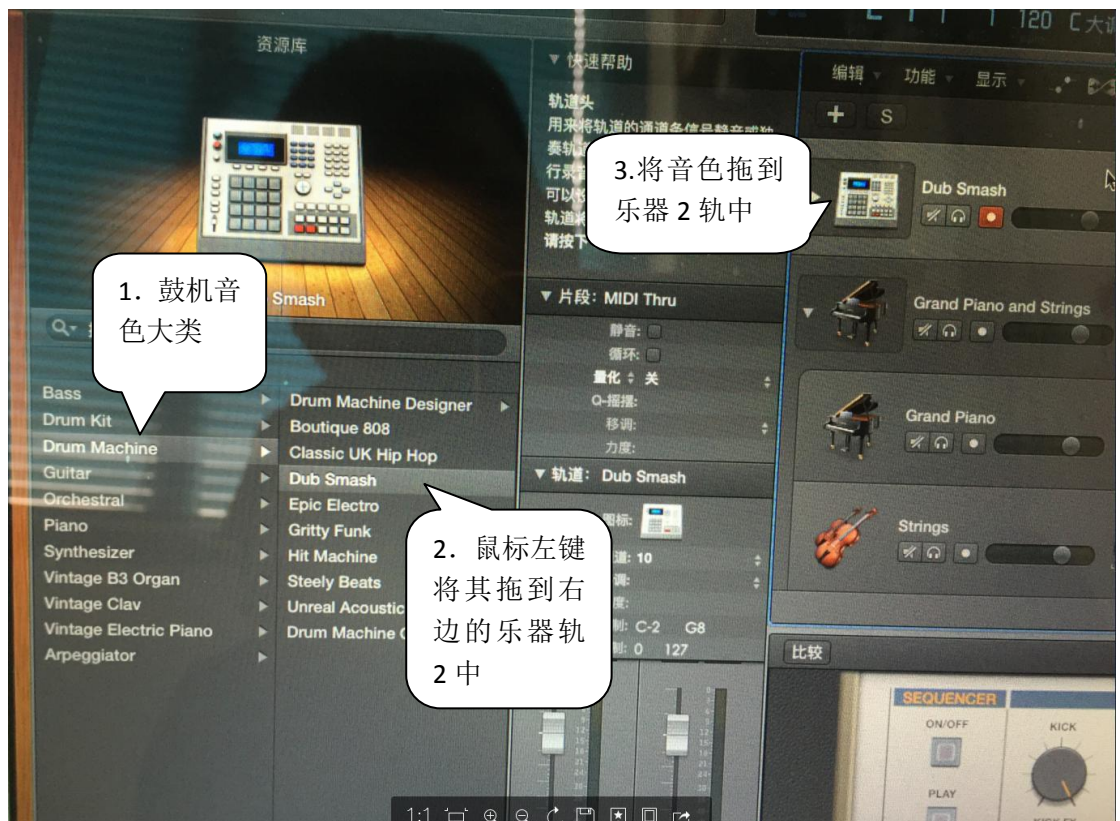 120 C大调
资源库
Smash
1. 鼓机音
色大类
Bass
Drum Kit
Drum Machine
Guitar
Orchestral
Piano
Synthesizer
Vintage B3 Organ
Vintage Clav
Vintage Electric Piano
Arpeggiator
Drum Machine Designer
Boutique 808
Classic UK Hip Hop
Dub Smash
Epic Electro
Gritty Funk
Hit Machine
Steely Beats
Unreal Acoustic
Drum Machine
2. 鼠标左键
将其拖到右
边的乐器轨
2 中
快速帮助
轨道头
用来将轨道的通道条信号静音或独
奏轨
行录
可以
轨道
请按下
3.将音色拖到
乐器 2 轨中
片段: MIDI Thru
静音:
循环:
量化 关
Q-摇摆:
移调:
力度:
轨道: Dub Smash
图标:
道: 10
调:
度:
制: C-2 G8
制: 0 127
编辑 功能 显示
+ S
Dub Smash
Grand Piano and Strings
Grand Piano
Strings
比较
SEQUENCER
ON/OFF
KICK
PLAY
1:1